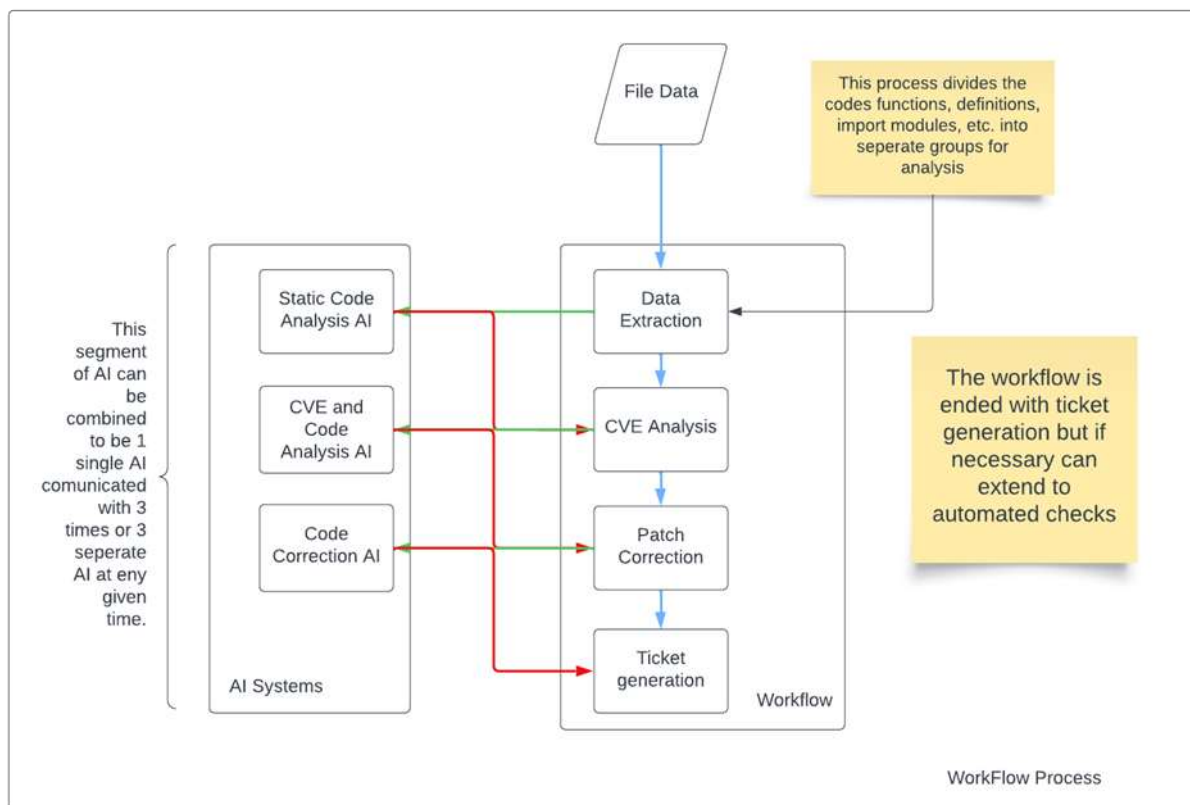 File Data
This process divides the
codes functions, definitions,
import modules, etc. into
seperate groups for
analysis
This
segment
of AI can
be
combined
to be 1
single AI
comunicated
with 3
times or 3
seperate
AI at eny
given
time.
Static Code
Analysis AI
CVE and
Code
Analysis AI
Code
Correction AI
AI Systems
Data
Extraction
CVE Analysis
Patch
Correction
Ticket
generation
Workflow
The workflow is
ended with ticket
generation but if
necessary can
extend to
automated checks
WorkFlow Process